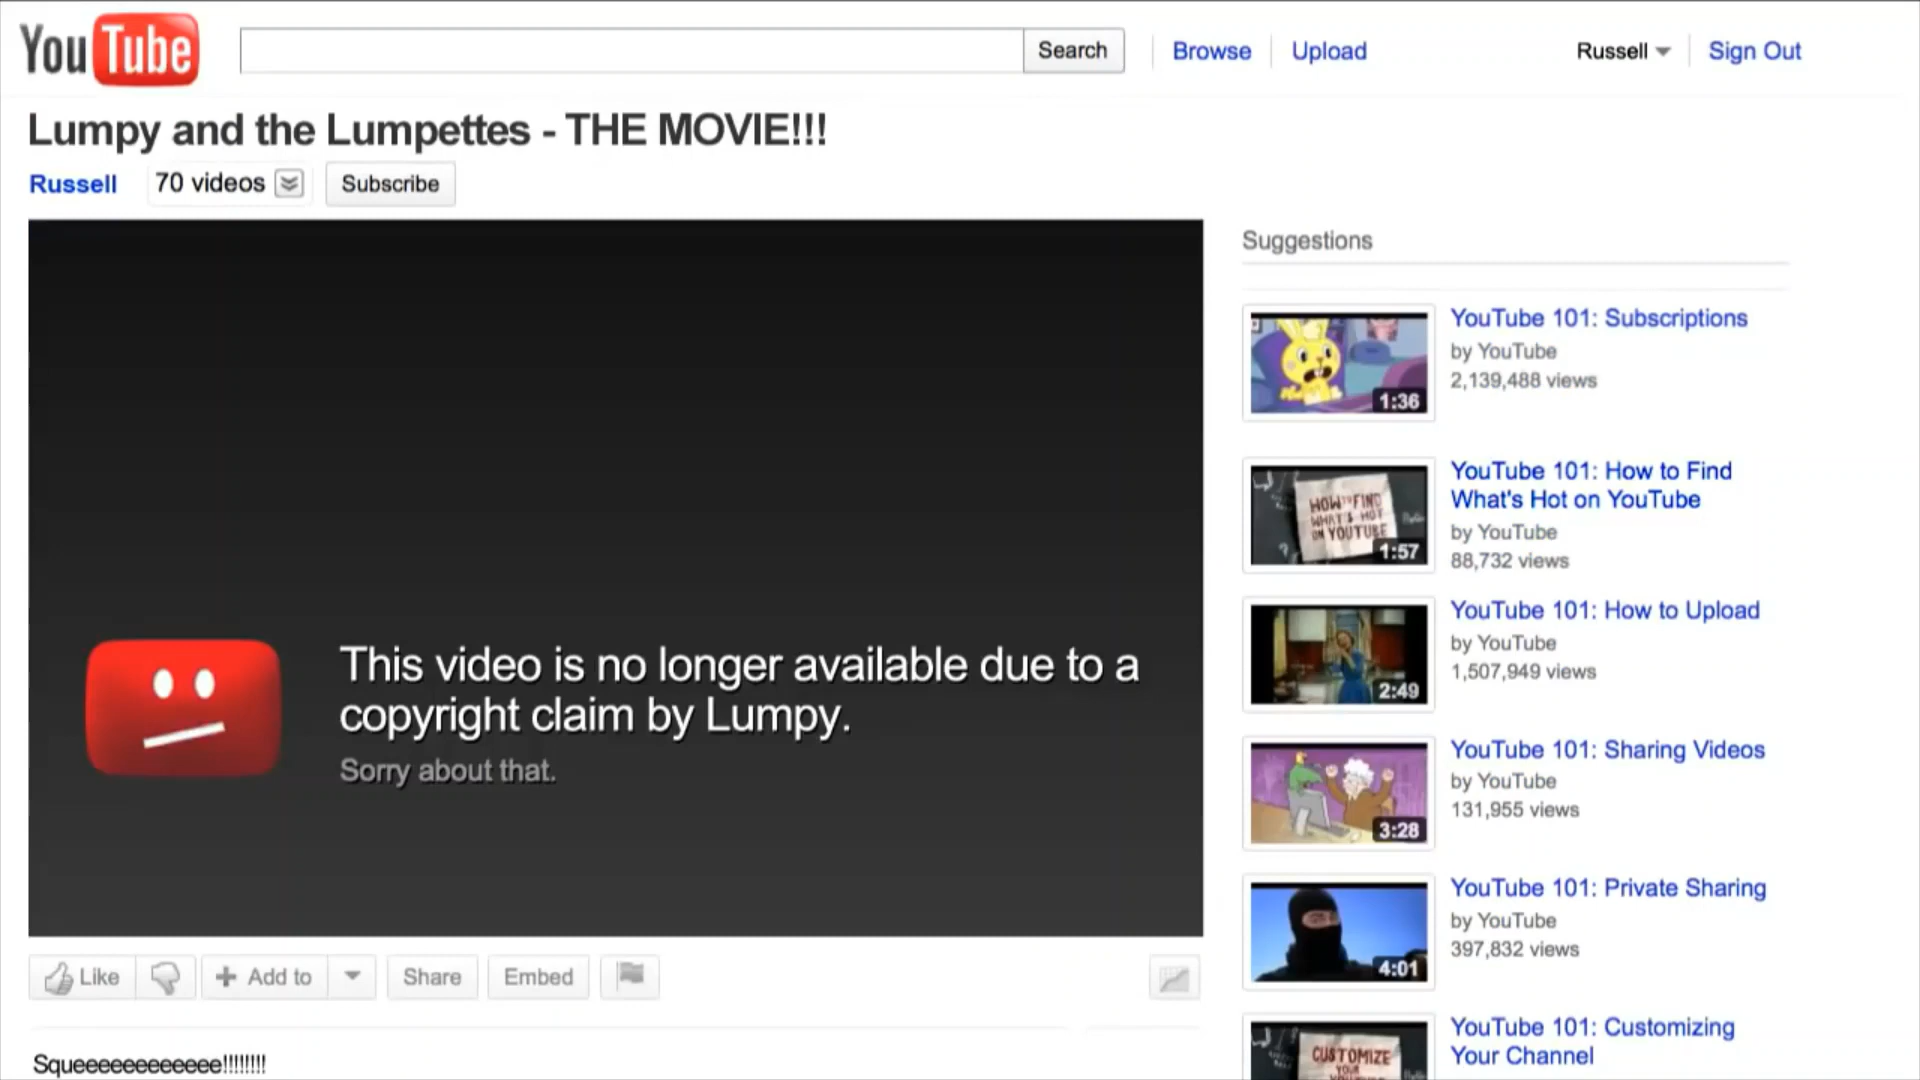 YouTube
Search
Browse
Upload
Russell
Sign Out
Lumpy and the Lumpettes - THE MOVIE!!!
Russell
70 videos
Subscribe
This video is no longer available due to a
copyright claim by Lumpy.
Sorry about that.
Like
Add to
Share
Embed
Squeeeeeeeeeeeee!!!!!!!!
Suggestions
1:36
YouTube 101: Subscriptions
by YouTube
2,139,488 views
HOW TO FIND
WHAT'S HOT
ON YOUTUBE
1:57
YouTube 101: How to Find
What's Hot on YouTube
by YouTube
88,732 views
2:49
YouTube 101: How to Upload
by YouTube
1,507,949 views
3:28
YouTube 101: Sharing Videos
by YouTube
131,955 views
4:01
YouTube 101: Private Sharing
by YouTube
397,832 views
CUSTOMIZE
YOUR
YouTube 101: Customizing
Your Channel